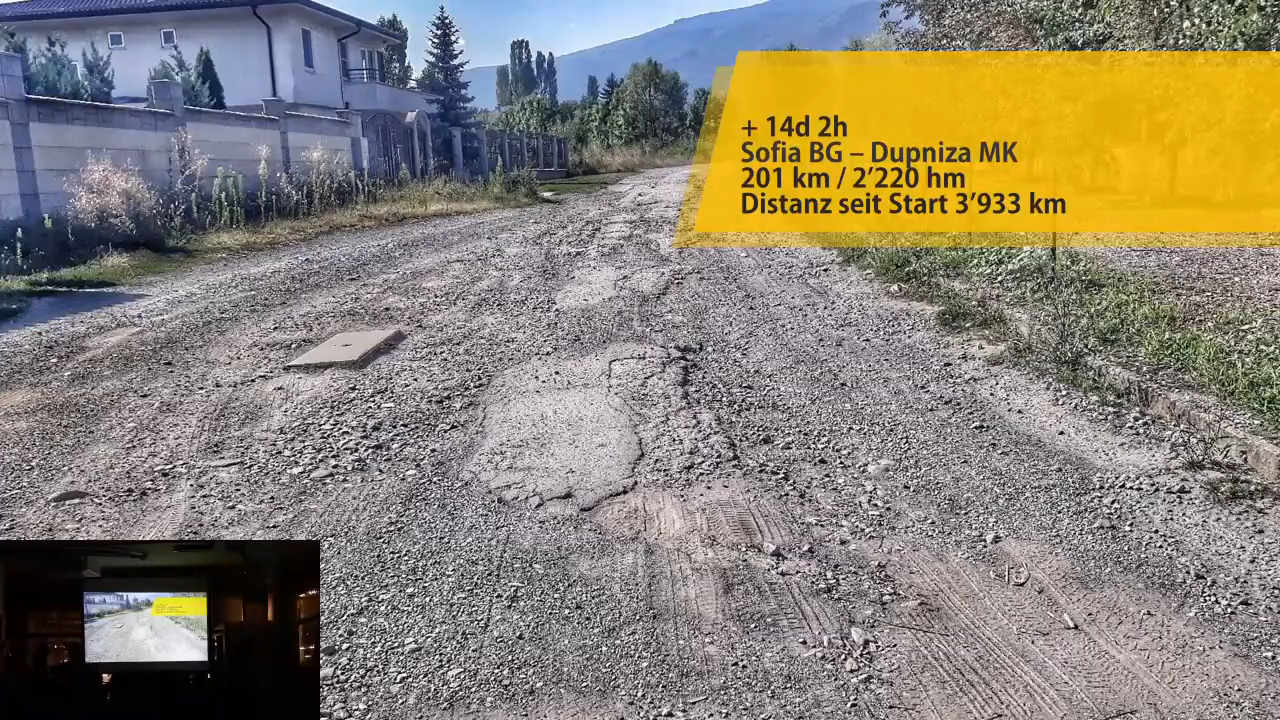 + 14d 2h
Sofia BG – Dupniza MK
201 km / 2’220 hm
Distanz seit Start 3’933 km